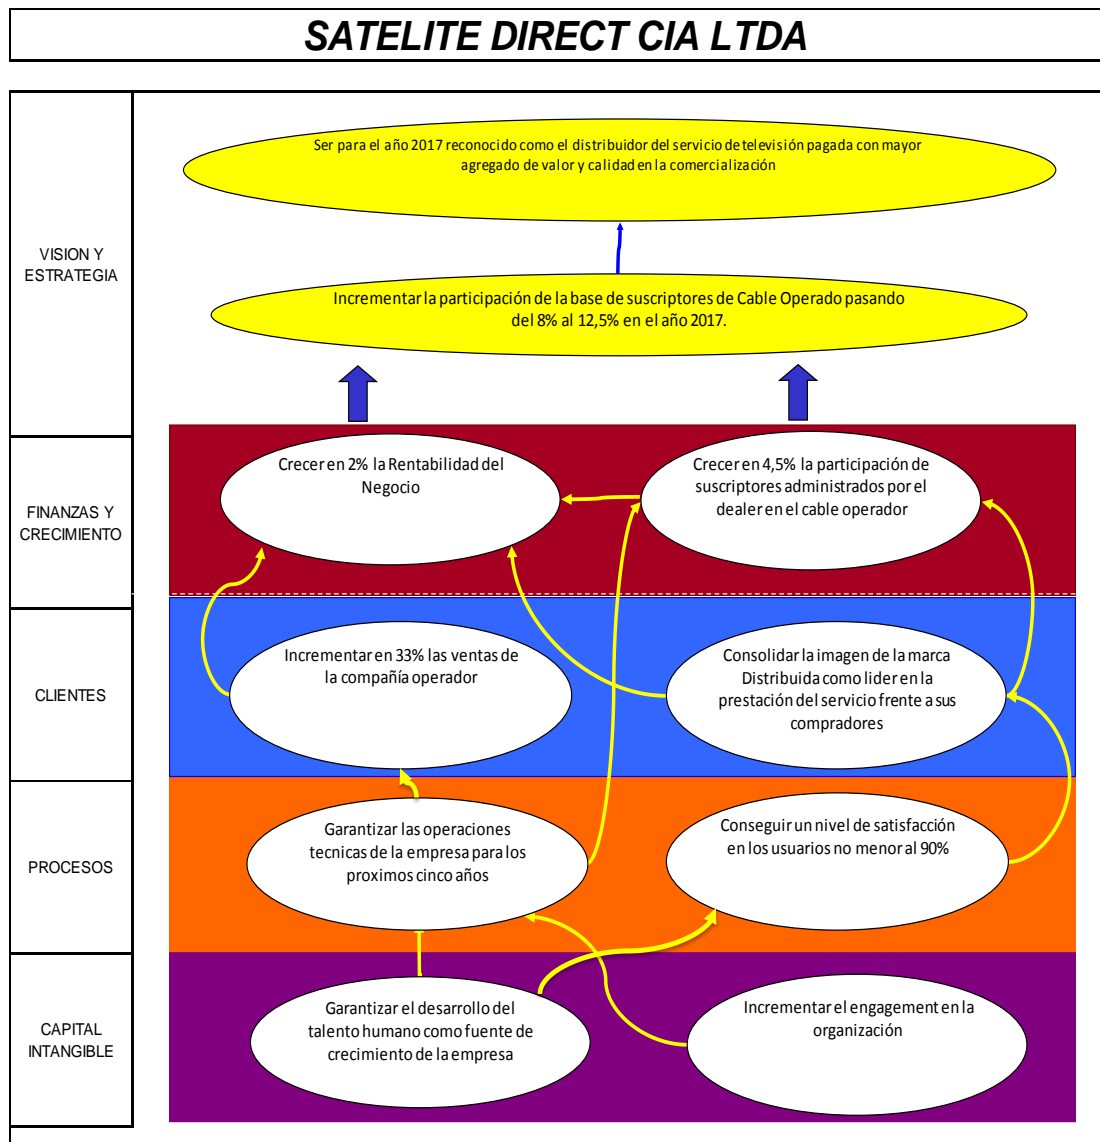 SATELITE DIRECT CIA LTDA
VISION Y
ESTRATEGIA
Ser para el año 2017 reconocido como el distribuidor del servicio de televisión pagada con mayor
agregado de valor y calidad en la comercialización
Incrementar la participación de la base de suscriptores de Cable Operado pasando
del 8% al 12,5% en el año 2017.
FINANZAS Y
CRECIMIENTO
Crecer en 2% la Rentabilidad del
Negocio
Crecer en 4,5% la participación de
suscriptores administrados por el
dealer en el cable operador
CLIENTES
Incrementar en 33% las ventas de
la compañía operador
Consolidar la imagen de la marca
Distribuida como lider en la
prestación del servicio frente a sus
compradores
PROCESOS
Garantizar las operaciones
tecnicas de la empresa para los
proximos cinco años
Conseguir un nivel de satisfacción
en los usuarios no menor al 90%
CAPITAL
INTANGIBLE
Garantizar el desarrollo del
talento humano como fuente de
crecimiento de la empresa
Incrementar el engagement en la
organización